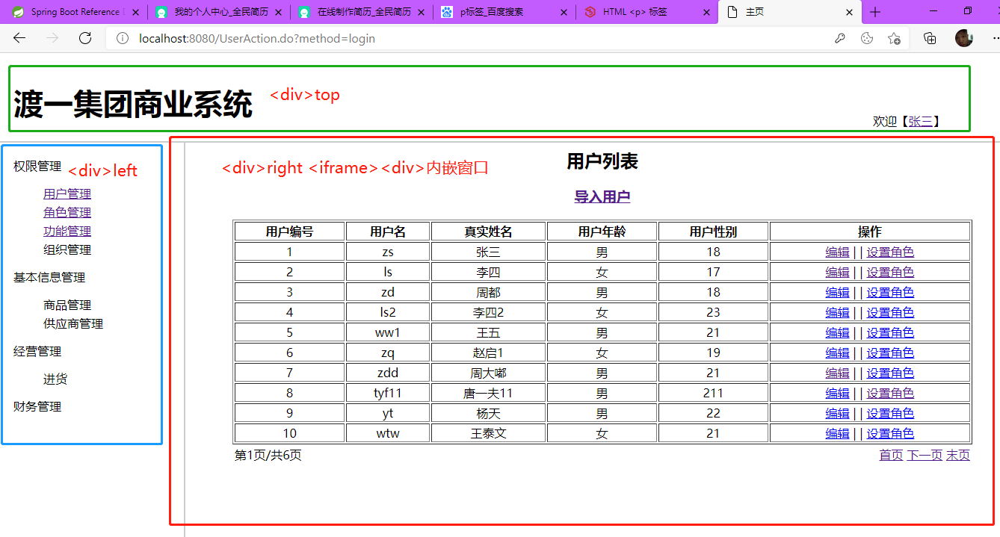 Spring Boot Reference
我的个人中心_全民简历
在线制作简历_全民简历
p标签_百度搜索
HTML <p> 标签
主页
localhost:8080/UserAction.do?method=login
渡一集团商业系统
<div>top
欢迎【张三】
权限管理
<div>left
用户管理
角色管理
功能管理
组织管理
基本信息管理
商品管理
供应商管理
经营管理
进货
财务管理
<div>right <iframe><div>内嵌窗口
用户列表
导入用户
用户编号 用户名 真实姓名 用户年龄 用户性别 操作
1 zs 张三 男 18 编辑 | | 设置角色
2 ls 李四 女 17 编辑 | | 设置角色
3 zd 周都 男 18 编辑 | | 设置角色
4 ls2 李四2 女 23 编辑 | | 设置角色
5 ww1 王五 男 21 编辑 | | 设置角色
6 zq 赵启1 女 19 编辑 | | 设置角色
7 zdd 周大嘟 男 21 编辑 | | 设置角色
8 tyf11 唐一夫11 男 211 编辑 | | 设置角色
9 yt 杨天 男 22 编辑 | | 设置角色
10 wtw 王泰文 女 21 编辑 | | 设置角色
第1页/共6页
首页 下一页 末页